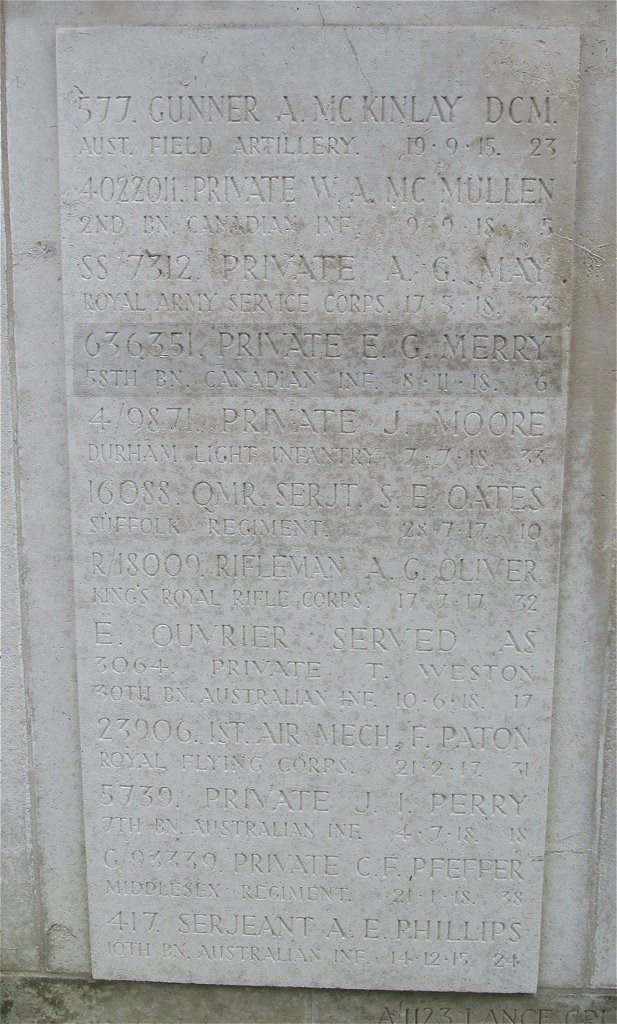 577. GUNNER A. MC KINLAY DCM.
AUST. FIELD ARTILLERY. 19·9·15. 23
4022011. PRIVATE W. A. MC MULLEN
2ND BN. CANADIAN INF. 9·9·18. 5
SS/7312. PRIVATE A. G. MAY
ROYAL ARMY SERVICE CORPS. 17·5·18. 33
636351. PRIVATE E. G. MERRY
58TH BN. CANADIAN INF. 8·11·18. 6
4/9871. PRIVATE J. MOORE
DURHAM LIGHT INFANTRY. 7·7·18. 33
16088. QMR. SERJT. S. E. OATES
SUFFOLK REGIMENT. 28·7·17. 10
R/18009. RIFLEMAN A. G. OLIVER
KING'S ROYAL RIFLE CORPS. 17·7·17. 32
E. OUVRIER SERVED AS
3064. PRIVATE T. WESTON
30TH BN. AUSTRALIAN INF. 10·6·18. 17
23906. 1ST. AIR MECH. F. PATON
ROYAL FLYING CORPS. 21·2·17. 31
5739. PRIVATE J. I. PERRY
7TH BN. AUSTRALIAN INF. 4·7·18. 18
G/93339. PRIVATE C. F. PFEFFER
MIDDLESEX REGIMENT. 21·1·18. 38
417. SERJEANT A. E. PHILLIPS
10TH BN. AUSTRALIAN INF. 14·12·15. 24
A/1123 LANCE CPL